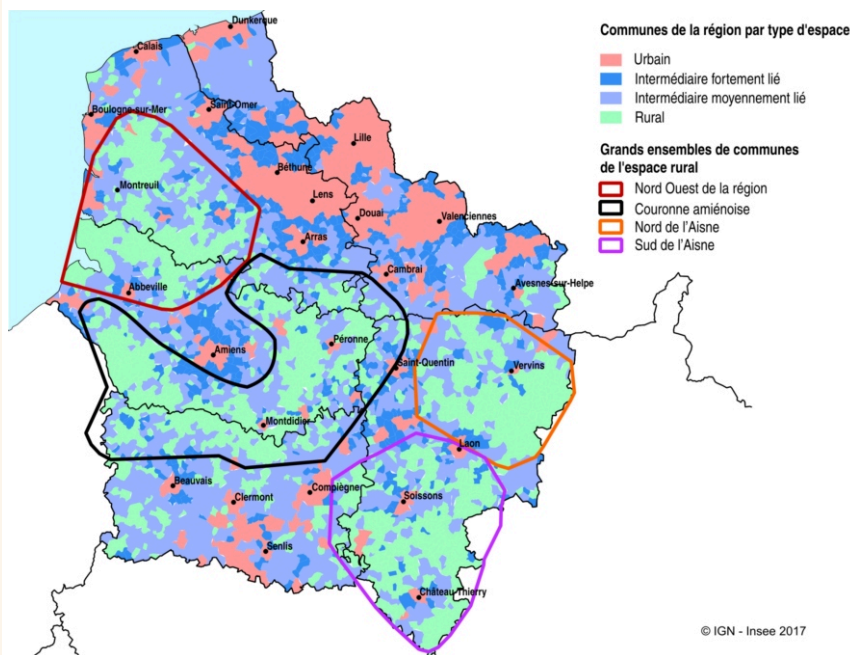 Communes de la région par type d'espace
Urbain
Intermédiaire fortement lié
Intermédiaire moyennement lié
Rural
Grands ensembles de communes
de l'espace rural
Nord Ouest de la région
Couronne amiénoise
Nord de l'Aisne
Sud de l'Aisne
Dunkerque
Calais
Saint-Omer
Boulogne-sur-Mer
Lille
Béthune
Montreuil
Lens
Douai
Valenciennes
Arras
Cambrai
Avesnes-sur-Helpe
Abbeville
Amiens
Péronne
Saint-Quentin
Vervins
Montdidier
Laon
Beauvais
Compiègne
Clermont
Soissons
Senlis
Château-Thierry
© IGN - Insee 2017